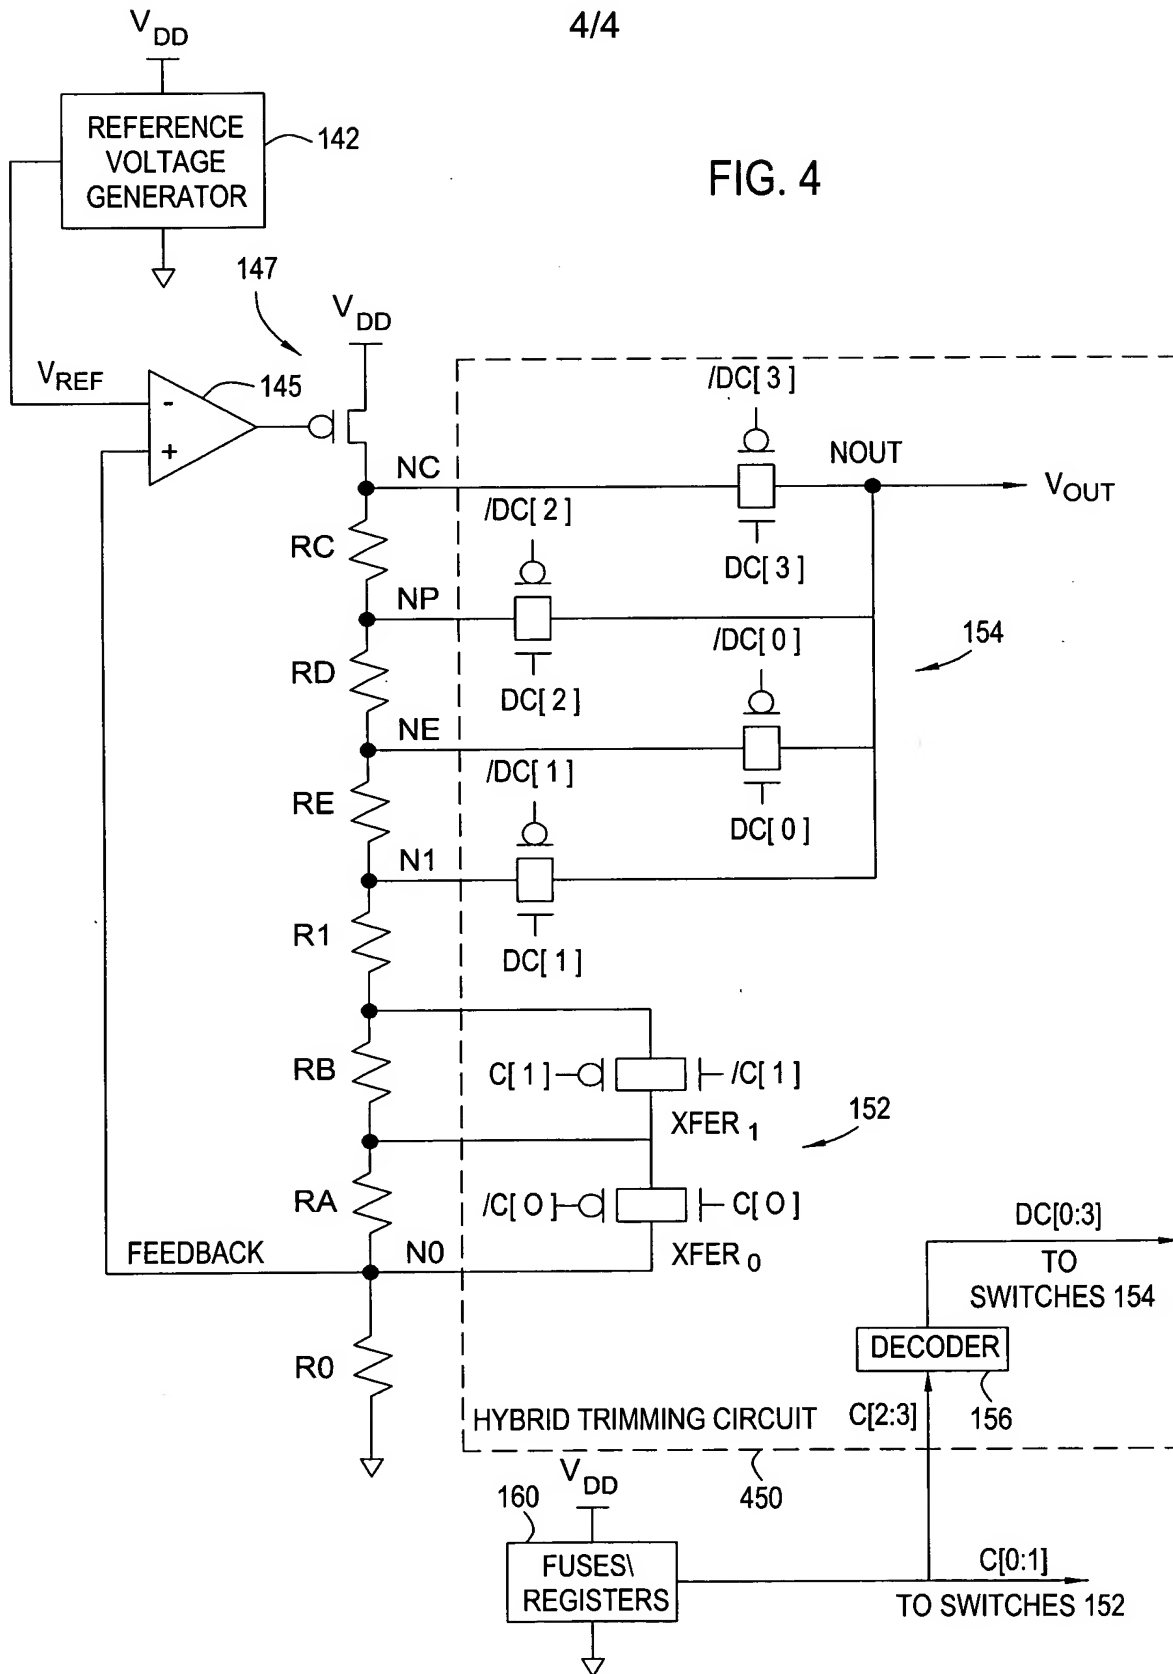 4/4
VDD
REFERENCE
VOLTAGE
GENERATOR
142
FIG. 4
147
VDD
VREF
145
-
+
/DC[ 3 ]
NC
NOUT
VOUT
/DC[ 2 ]
RC
DC[ 3 ]
NP
/DC[ 0 ]
154
RD
DC[ 2 ]
NE
/DC[ 1 ]
RE
DC[ 0 ]
N1
R1
DC[ 1 ]
RB
C[ 1 ]
/C[ 1 ]
XFER 1
152
RA
/C[ O ]
C[ O ]
FEEDBACK
N0
XFER 0
DC[0:3]
TO
SWITCHES 154
R0
DECODER
HYBRID TRIMMING CIRCUIT
C[2:3]
156
VDD
160
450
FUSES\
REGISTERS
C[0:1]
TO SWITCHES 152